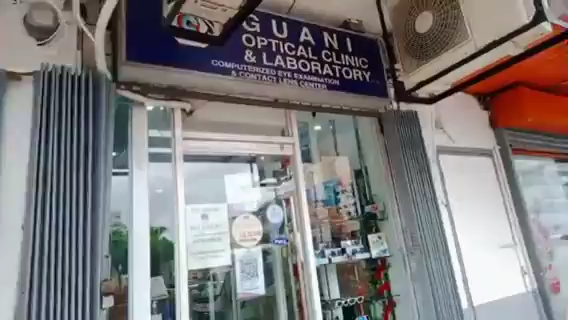 GUANI
OPTICAL CLINIC
& LABORATORY
COMPUTERIZED EYE EXAMINATION
& CONTACT LENS CENTER